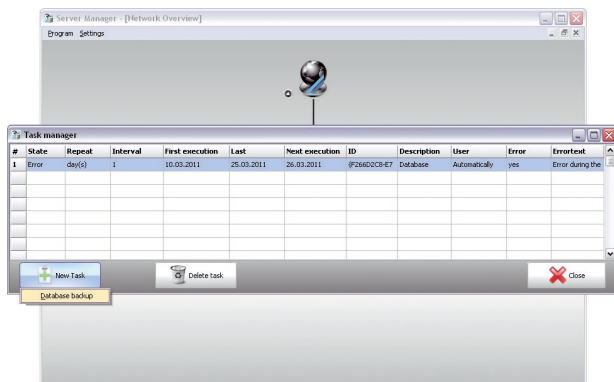 Server Manager - [Network Overview]
Program Settings
Task manager
# State Repeat Interval First execution Last Next execution ID Description User Error Errortext
1 Error day(s) 1 10.03.2011 25.03.2011 26.03.2011 {F266D2C8-E7 Database Automatically yes Error during the
New Task Delete task Close
Database backup